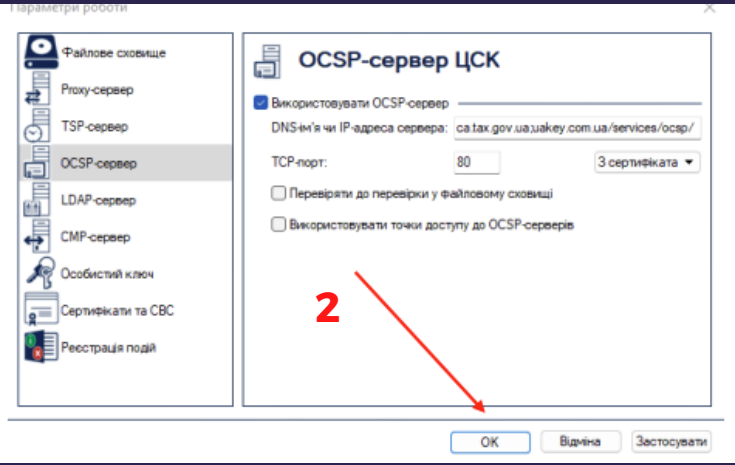 Параметри роботи
Файлове сховище
Proxy-сервер
TSP-сервер
OCSP-сервер
LDAP-сервер
CMP-сервер
Особистий ключ
Сертифікати та СВС
Реєстрація подій
OCSP-сервер ЦСК
Використовувати OCSP-сервер
DNS-ім'я чи IP-адреса сервера: ca.tax.gov.ua;uakey.com.ua/services/ocsp/
TCP-порт: 80 З сертифіката
Перевіряти до перевірки у файловому сховищі
Використовувати точки доступу до OCSP-серверів
2
OK Відміна Застосувати